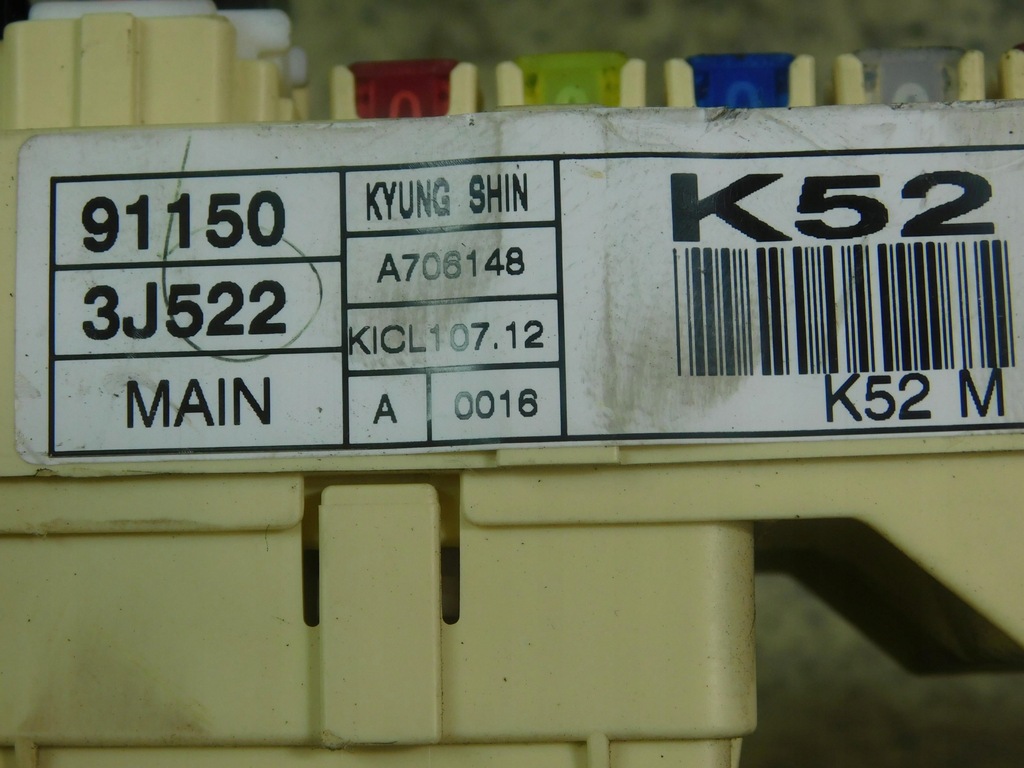 91150
3J522
MAIN
KYUNG SHIN
A706148
KICL107.12
A 0016
K52
K52 M